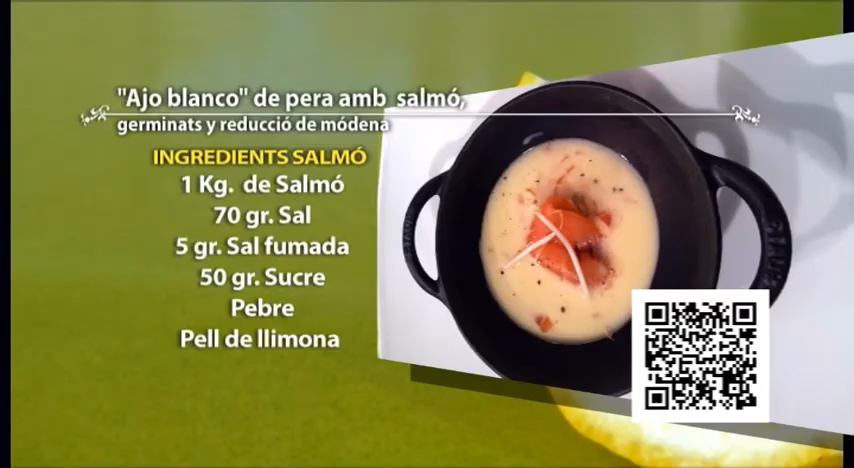 "Ajo blanco" de pera amb salmó,
germinats y reducció de módena
INGREDIENTS SALMÓ
1 Kg. de Salmó
70 gr. Sal
5 gr. Sal fumada
50 gr. Sucre
Pebre
Pell de llimona